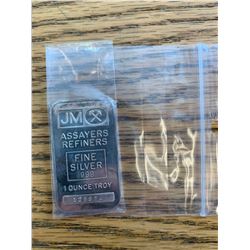 JM
ASSAYERS
REFINERS
FINE
SILVER
999
1 OUNCE TROY